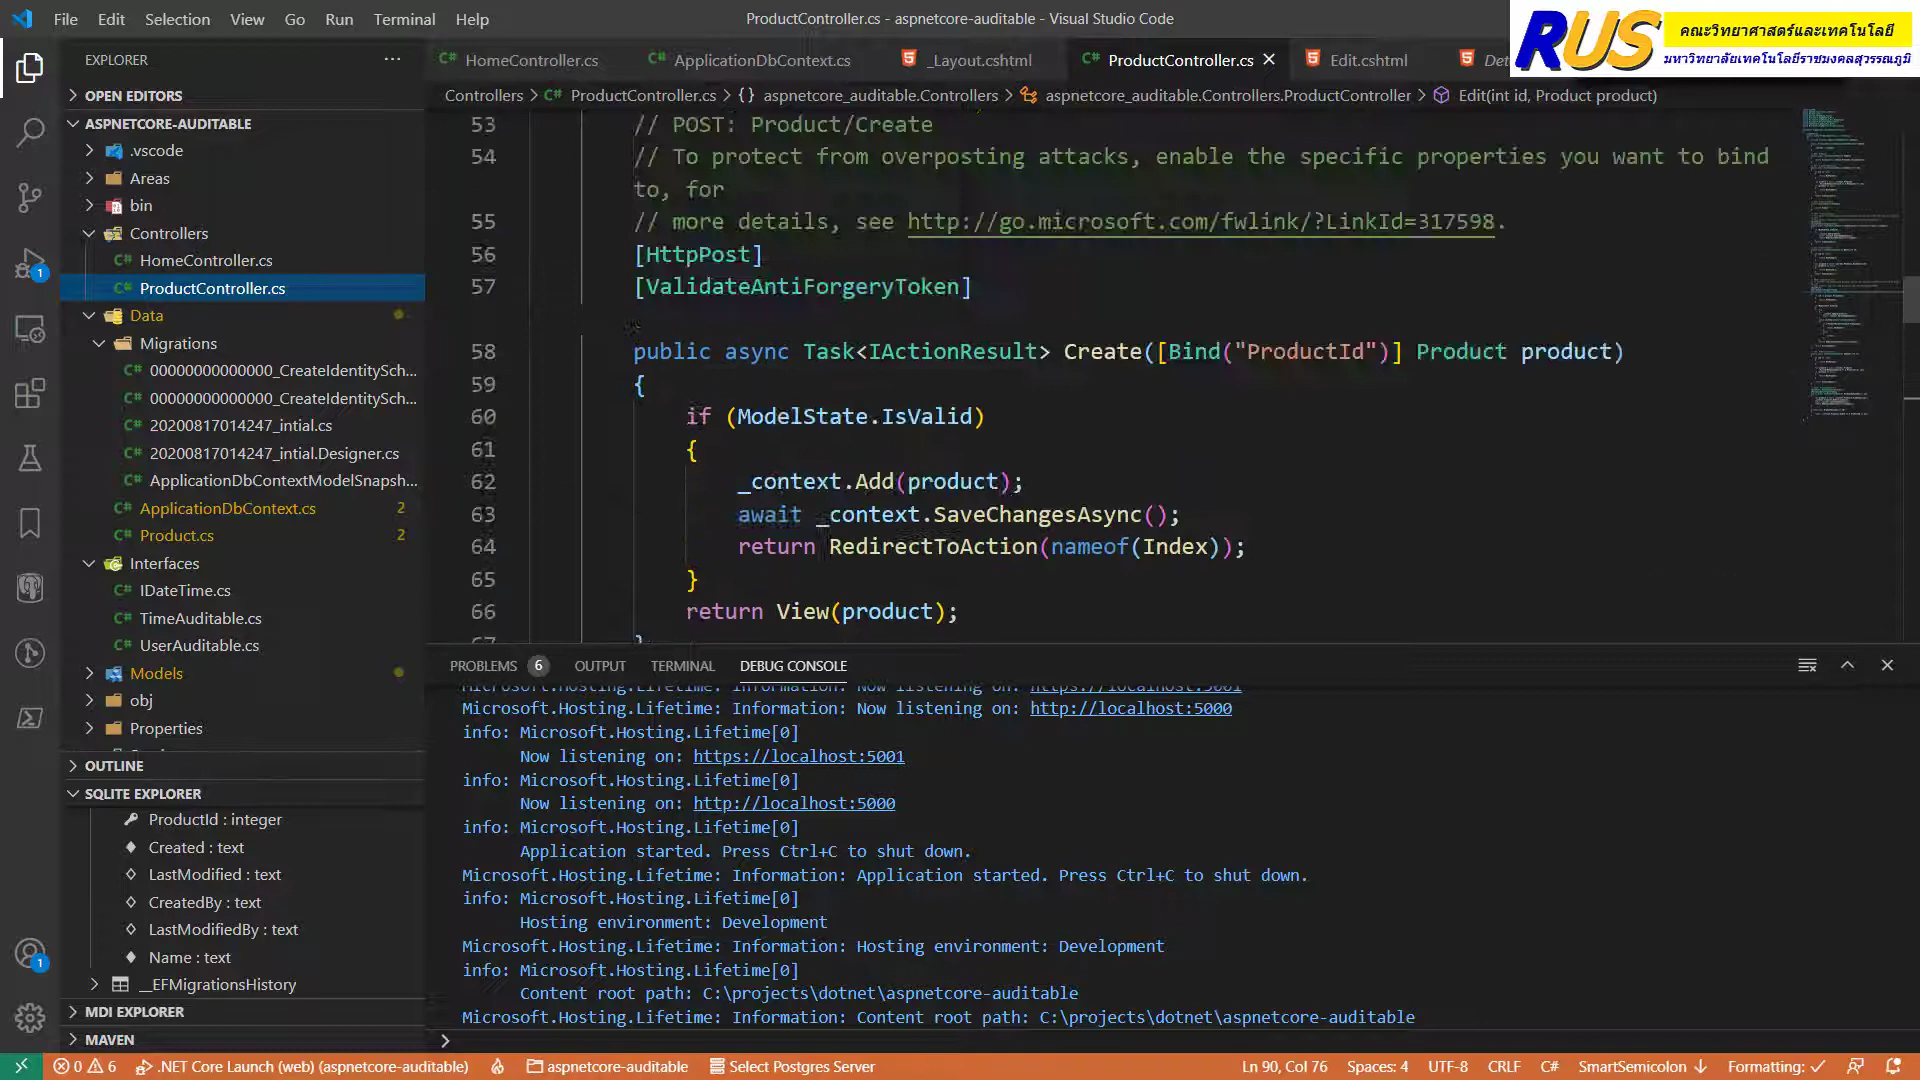 File Edit Selection View Go Run Terminal Help
ProductController.cs - aspnetcore-auditable - Visual Studio Code
RUS
คณะวิทยาศาสตร์และเทคโนโลยี
มหาวิทยาลัยเทคโนโลยีราชมงคลสุวรรณภูมิ
EXPLORER
HomeController.cs ApplicationDbContext.cs _Layout.cshtml ProductController.cs Edit.cshtml
Controllers > ProductController.cs > {} aspnetcore_auditable.Controllers > aspnetcore_auditable.Controllers.ProductController > Edit(int id, Product product)
OPEN EDITORS
ASPNETCORE-AUDITABLE
.vscode
Areas
bin
Controllers
C# HomeController.cs
C# ProductController.cs
Data
Migrations
C# 00000000000000_CreateIdentitySch...
C# 00000000000000_CreateIdentitySch...
C# 20200817014247_intial.cs
C# 20200817014247_intial.Designer.cs
C# ApplicationDbContextModelSnapsh...
C# ApplicationDbContext.cs 2
C# Product.cs 2
Interfaces
C# IDateTime.cs
C# TimeAuditable.cs
C# UserAuditable.cs
Models
obj
Properties
OUTLINE
SQLITE EXPLORER
ProductId : integer
Created : text
LastModified : text
CreatedBy : text
LastModifiedBy : text
Name : text
__EFMigrationsHistory
MDI EXPLORER
MAVEN
1
1
53 // POST: Product/Create
54 // To protect from overposting attacks, enable the specific properties you want to bind
to, for
55 // more details, see http://go.microsoft.com/fwlink/?LinkId=317598.
56 [HttpPost]
57 [ValidateAntiForgeryToken]
58 public async Task<IActionResult> Create([Bind("ProductId")] Product product)
59 {
60 if (ModelState.IsValid)
61 {
62 _context.Add(product);
63 await _context.SaveChangesAsync();
64 return RedirectToAction(nameof(Index));
65 }
66 return View(product);
67 }
PROBLEMS 6 OUTPUT TERMINAL DEBUG CONSOLE
Microsoft.Hosting.Lifetime: Information: Now listening on: https://localhost:5001
Microsoft.Hosting.Lifetime: Information: Now listening on: http://localhost:5000
info: Microsoft.Hosting.Lifetime[0]
Now listening on: https://localhost:5001
info: Microsoft.Hosting.Lifetime[0]
Now listening on: http://localhost:5000
info: Microsoft.Hosting.Lifetime[0]
Application started. Press Ctrl+C to shut down.
Microsoft.Hosting.Lifetime: Information: Application started. Press Ctrl+C to shut down.
info: Microsoft.Hosting.Lifetime[0]
Hosting environment: Development
Microsoft.Hosting.Lifetime: Information: Hosting environment: Development
info: Microsoft.Hosting.Lifetime[0]
Content root path: C:\projects\dotnet\aspnetcore-auditable
Microsoft.Hosting.Lifetime: Information: Content root path: C:\projects\dotnet\aspnetcore-auditable
0 6 .NET Core Launch (web) (aspnetcore-auditable) aspnetcore-auditable Select Postgres Server Ln 90, Col 76 Spaces: 4 UTF-8 CRLF C# SmartSemicolon ↓ Formatting: ✓